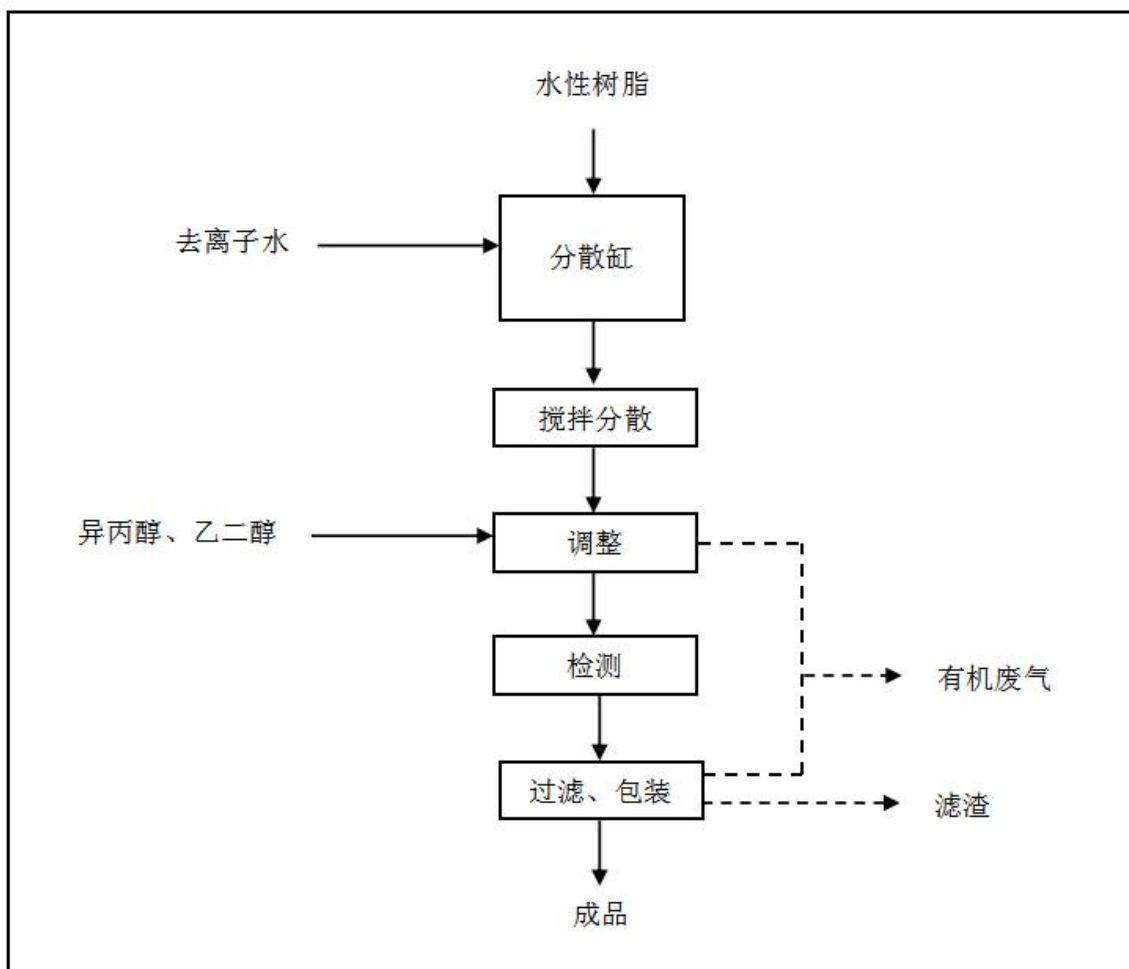 水性树脂
去离子水
分散缸
搅拌分散
异丙醇、乙二醇
调整
检测
有机废气
过滤、包装
滤渣
成品